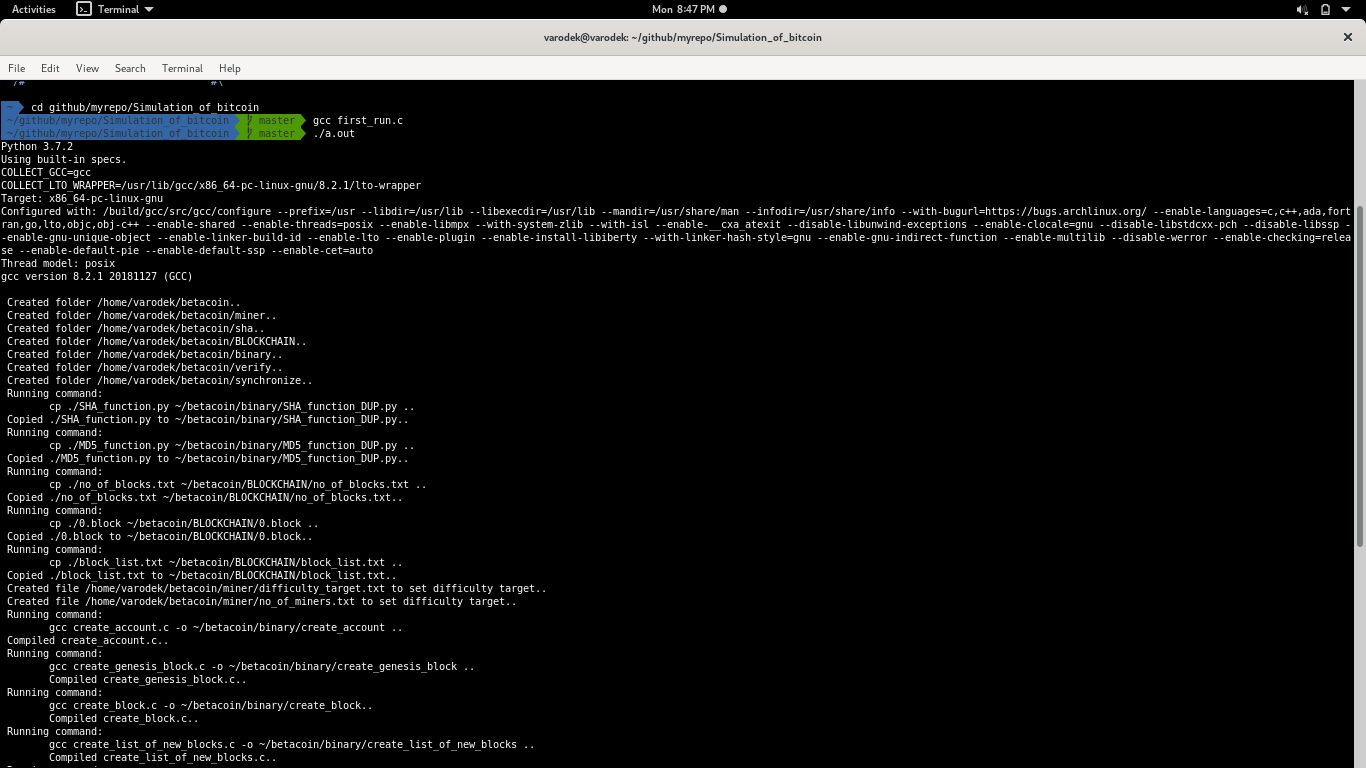 Activities Terminal Mon 8:47 PM
varodek@varodek: ~/github/myrepo/Simulation_of_bitcoin
File Edit View Search Terminal Help
/# #\
~ cd github/myrepo/Simulation_of_bitcoin
~/github/myrepo/Simulation_of_bitcoin master gcc first_run.c
~/github/myrepo/Simulation_of_bitcoin master ./a.out
Python 3.7.2
Using built-in specs.
COLLECT_GCC=gcc
COLLECT_LTO_WRAPPER=/usr/lib/gcc/x86_64-pc-linux-gnu/8.2.1/lto-wrapper
Target: x86_64-pc-linux-gnu
Configured with: /build/gcc/src/gcc/configure --prefix=/usr --libdir=/usr/lib --libexecdir=/usr/lib --mandir=/usr/share/man --infodir=/usr/share/info --with-bugurl=https://bugs.archlinux.org/ --enable-languages=c,c++,ada,fort
ran,go,lto,objc,obj-c++ --enable-shared --enable-threads=posix --enable-libmpx --with-system-zlib --with-isl --enable-__cxa_atexit --disable-libunwind-exceptions --enable-clocale=gnu --disable-libstdcxx-pch --disable-libssp -
-enable-gnu-unique-object --enable-linker-build-id --enable-lto --enable-plugin --enable-install-libiberty --with-linker-hash-style=gnu --enable-gnu-indirect-function --enable-multilib --disable-werror --enable-checking=relea
se --enable-default-pie --enable-default-ssp --enable-cet=auto
Thread model: posix
gcc version 8.2.1 20181127 (GCC)
Created folder /home/varodek/betacoin..
Created folder /home/varodek/betacoin/miner..
Created folder /home/varodek/betacoin/sha..
Created folder /home/varodek/betacoin/BLOCKCHAIN..
Created folder /home/varodek/betacoin/binary..
Created folder /home/varodek/betacoin/verify..
Created folder /home/varodek/betacoin/synchronize..
Running command:
cp ./SHA_function.py ~/betacoin/binary/SHA_function_DUP.py ..
Copied ./SHA_function.py to ~/betacoin/binary/SHA_function_DUP.py..
Running command:
cp ./MD5_function.py ~/betacoin/binary/MD5_function_DUP.py ..
Copied ./MD5_function.py to ~/betacoin/binary/MD5_function_DUP.py..
Running command:
cp ./no_of_blocks.txt ~/betacoin/BLOCKCHAIN/no_of_blocks.txt ..
Copied ./no_of_blocks.txt ~/betacoin/BLOCKCHAIN/no_of_blocks.txt..
Running command:
cp ./0.block ~/betacoin/BLOCKCHAIN/0.block ..
Copied ./0.block to ~/betacoin/BLOCKCHAIN/0.block..
Running command:
cp ./block_list.txt ~/betacoin/BLOCKCHAIN/block_list.txt ..
Copied ./block_list.txt to ~/betacoin/BLOCKCHAIN/block_list.txt..
Created file /home/varodek/betacoin/miner/difficulty_target.txt to set difficulty target..
Created file /home/varodek/betacoin/miner/no_of_miners.txt to set difficulty target..
Running command:
gcc create_account.c -o ~/betacoin/binary/create_account ..
Compiled create_account.c..
Running command:
gcc create_genesis_block.c -o ~/betacoin/binary/create_genesis_block ..
Compiled create_genesis_block.c..
Running command:
gcc create_block.c -o ~/betacoin/binary/create_block..
Compiled create_block.c..
Running command:
gcc create_list_of_new_blocks.c -o ~/betacoin/binary/create_list_of_new_blocks ..
Compiled create_list_of_new_blocks.c..